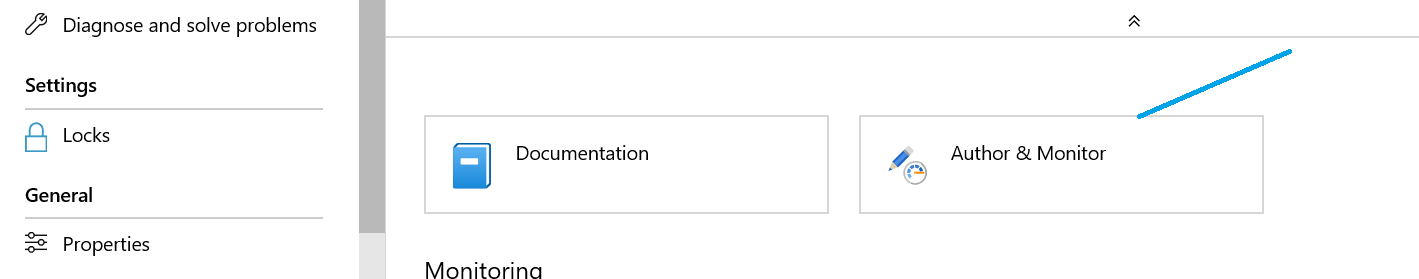 Diagnose and solve problems
Settings
Locks
General
Properties
Documentation
Author & Monitor
Monitoring